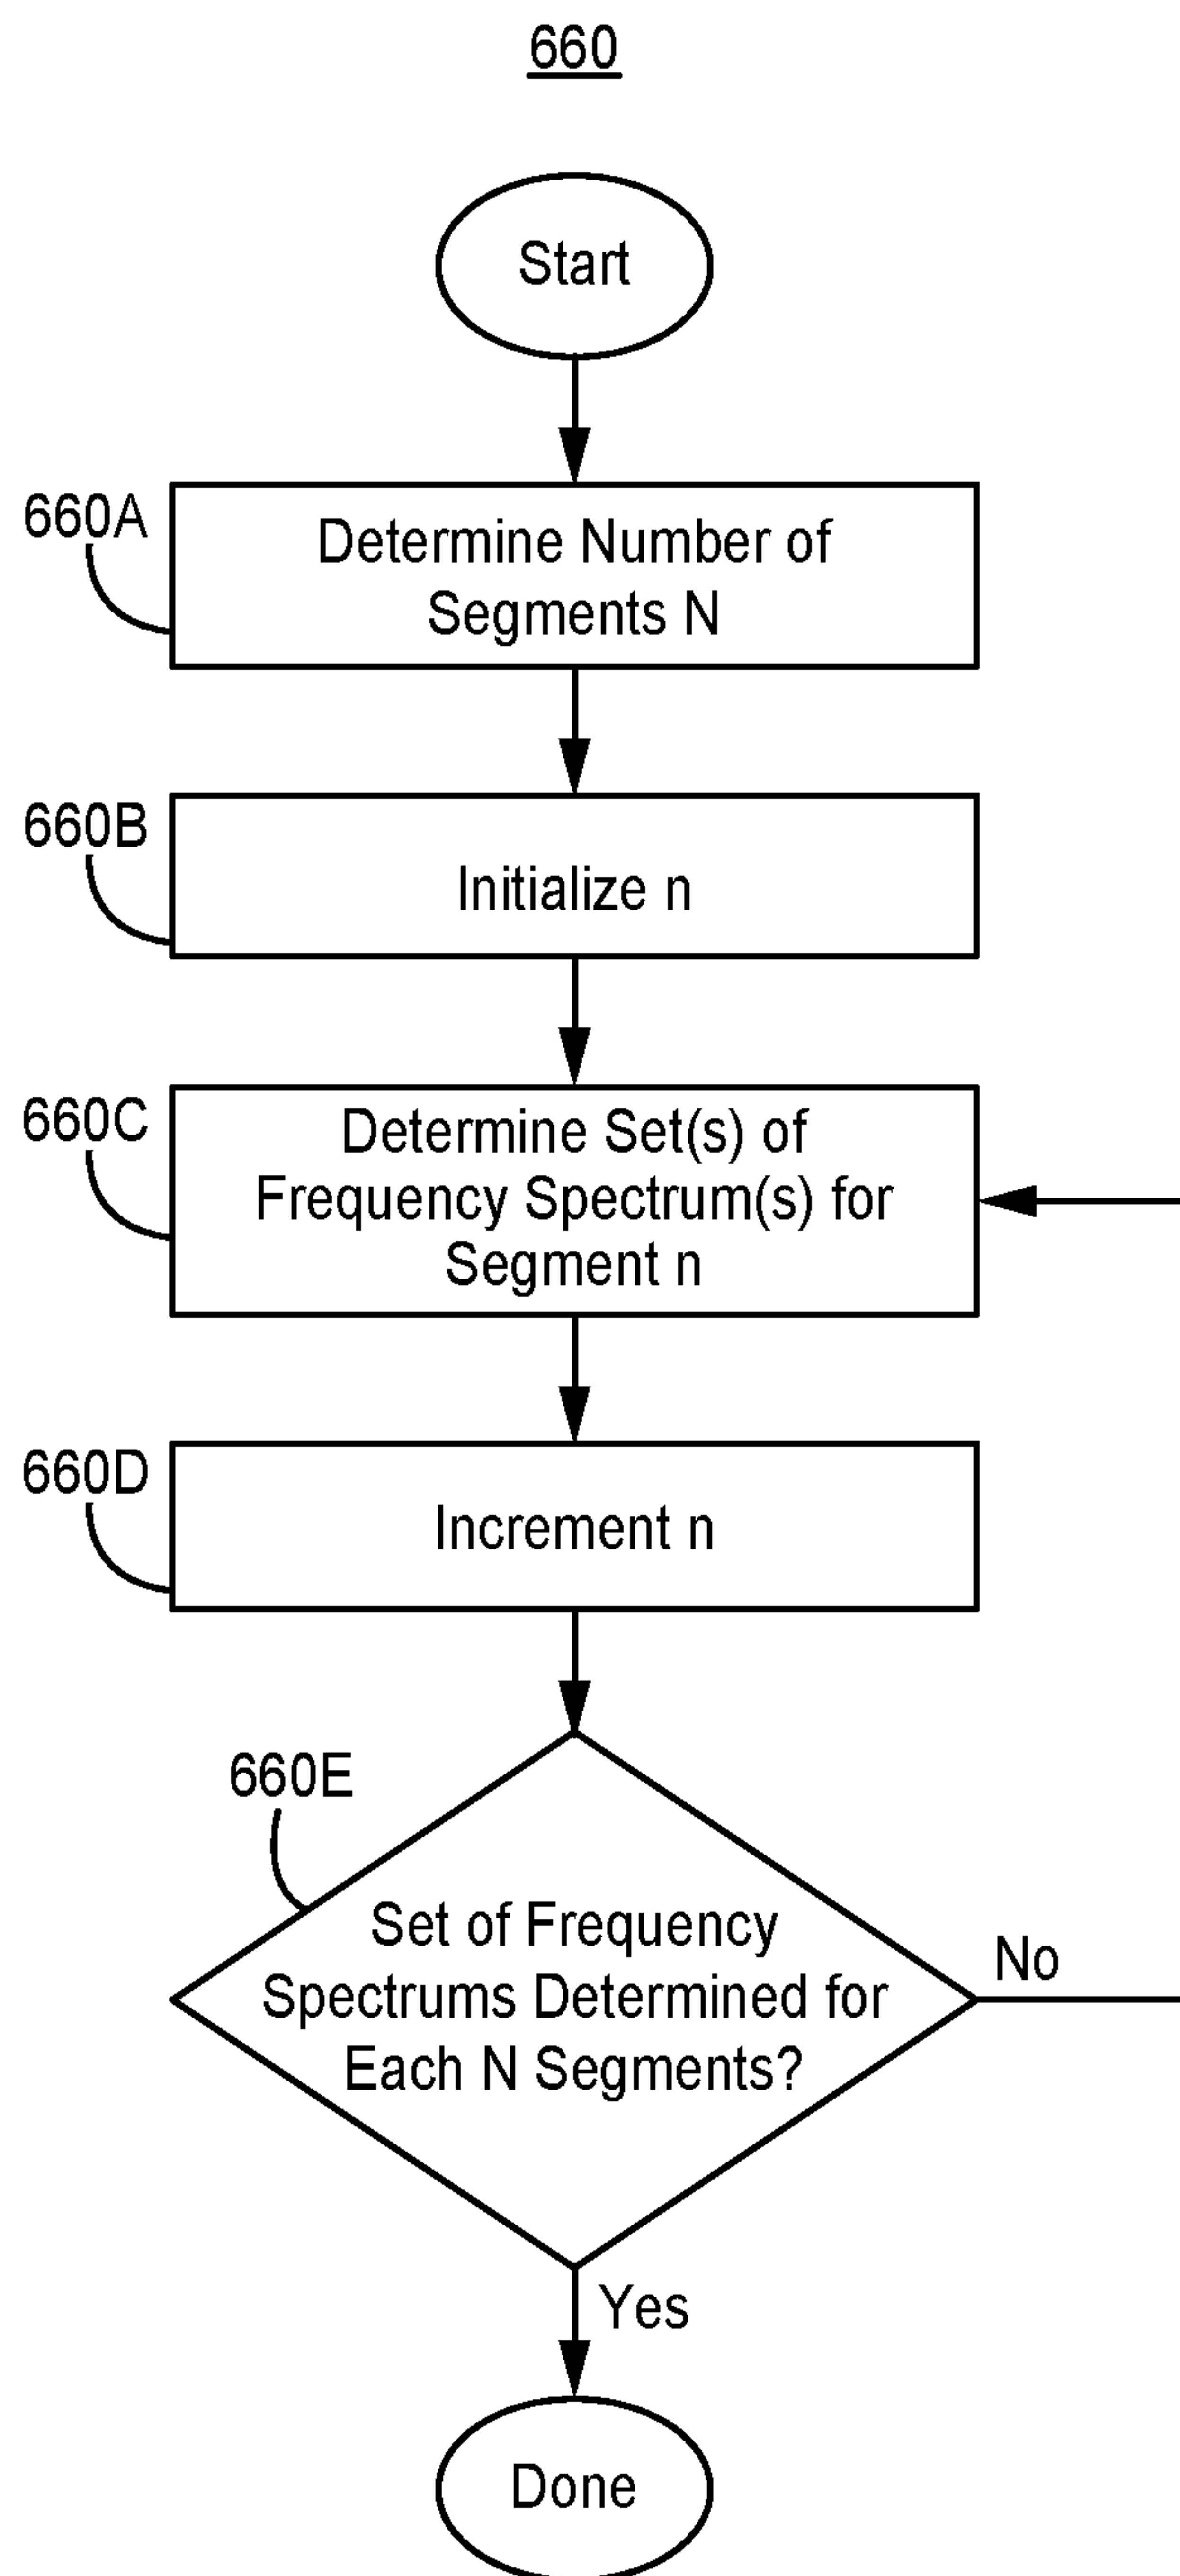 660
Start
660A
Determine Number of
Segments N
660B
Initialize n
660C
Determine Set(s) of
Frequency Spectrum(s) for
Segment n
660D
Increment n
660E
Set of Frequency
Spectrums Determined for
Each N Segments?
No
Yes
Done